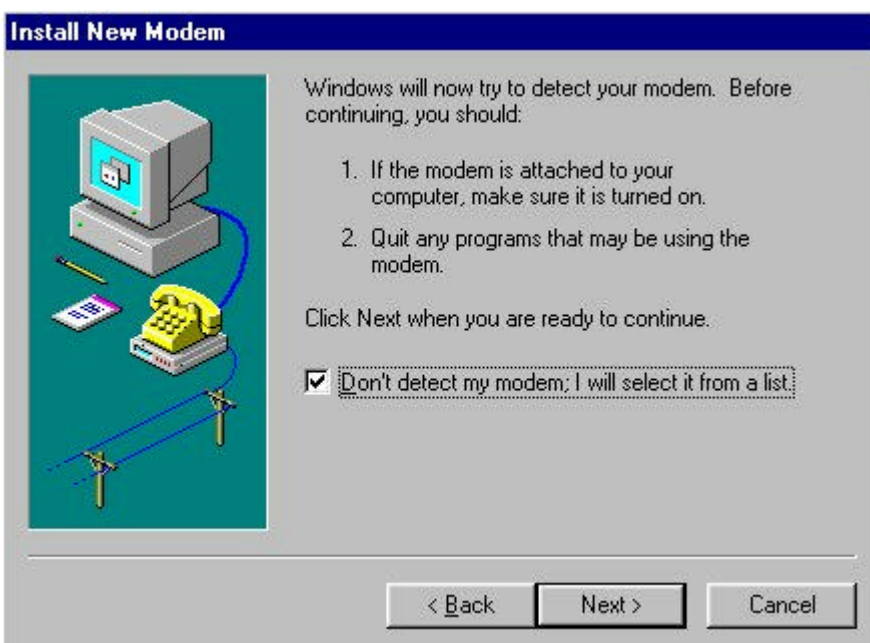 Install New Modem
Windows will now try to detect your modem. Before
continuing, you should:
1. If the modem is attached to your
computer, make sure it is turned on.
2. Quit any programs that may be using the
modem.
Click Next when you are ready to continue.
Don't detect my modem; I will select it from a list.
< Back
Next >
Cancel